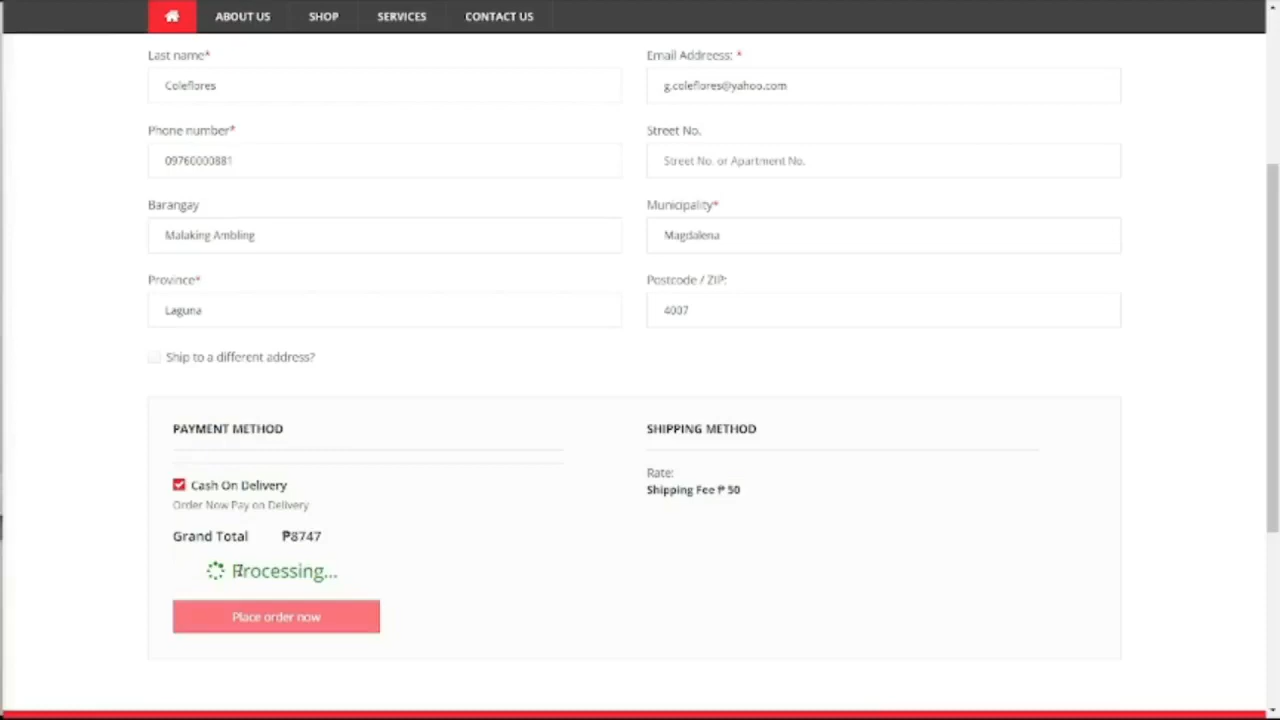 ABOUT US SHOP SERVICES CONTACT US
Last name* Email Addreess: *
Coleflores g.coleflores@yahoo.com
Phone number* Street No.
09760000881 Street No. or Apartment No.
Barangay Municipality*
Malaking Ambling Magdalena
Province* Postcode / ZIP:
Laguna 4007
Ship to a different address?
PAYMENT METHOD SHIPPING METHOD
Rate:
Cash On Delivery Shipping Fee ₱ 50
Order Now Pay on Delivery
Grand Total ₱8747
Processing...
Place order now